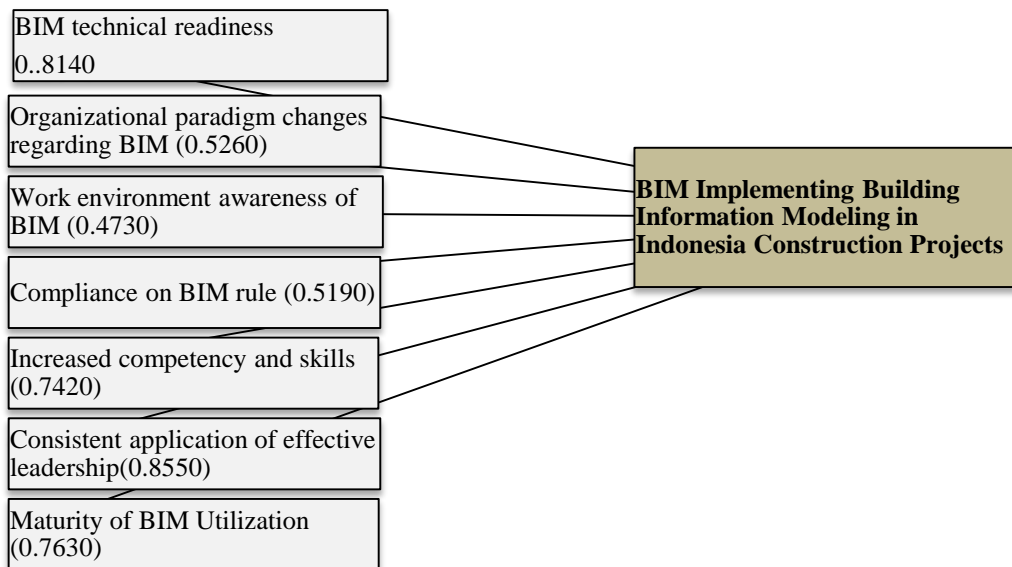 BIM technical readiness
0..8140
Organizational paradigm changes
regarding BIM (0.5260)
Work environment awareness of
BIM (0.4730)
Compliance on BIM rule (0.5190)
Increased competency and skills
(0.7420)
Consistent application of effective
leadership(0.8550)
Maturity of BIM Utilization
(0.7630)
BIM Implementing Building
Information Modeling in
Indonesia Construction Projects